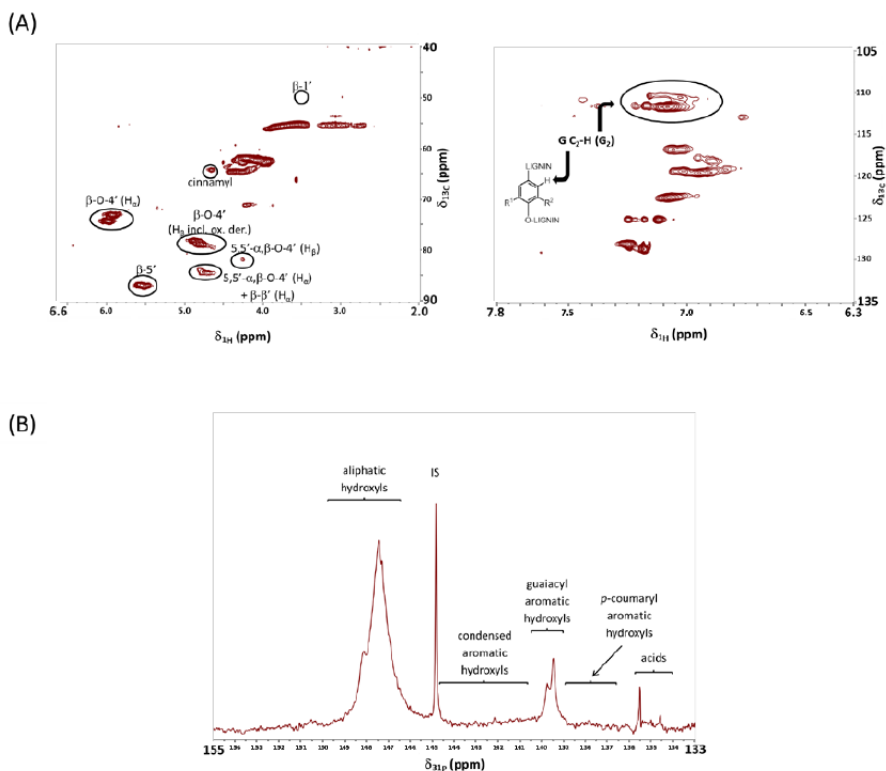 (A)
40
β-1′
50
60
cinnamyl
70
δ13C (ppm)
β-O-4′ (Hα)
β-O-4′
(Hβ incl. ox. der.)
80
5,5′-α,β-O-4′ (Hβ)
β-5′
5,5′-α,β-O-4′ (Hα)
+ β-β′ (Hα)
90
6.6
6.0
5.0
4.0
3.0
2.0
δ1H (ppm)
105
110
115
G C2-H (G2)
LIGNIN
H
R1
R2
O-LIGNIN
120
δ13C (ppm)
125
130
135
7.8
7.5
7.0
6.3
δ1H (ppm)
(B)
aliphatic
hydroxyls
IS
guaiacyl
aromatic
hydroxyls
p-coumaryl
aromatic
hydroxyls
condensed
aromatic
hydroxyls
acids
155
133
δ31P (ppm)